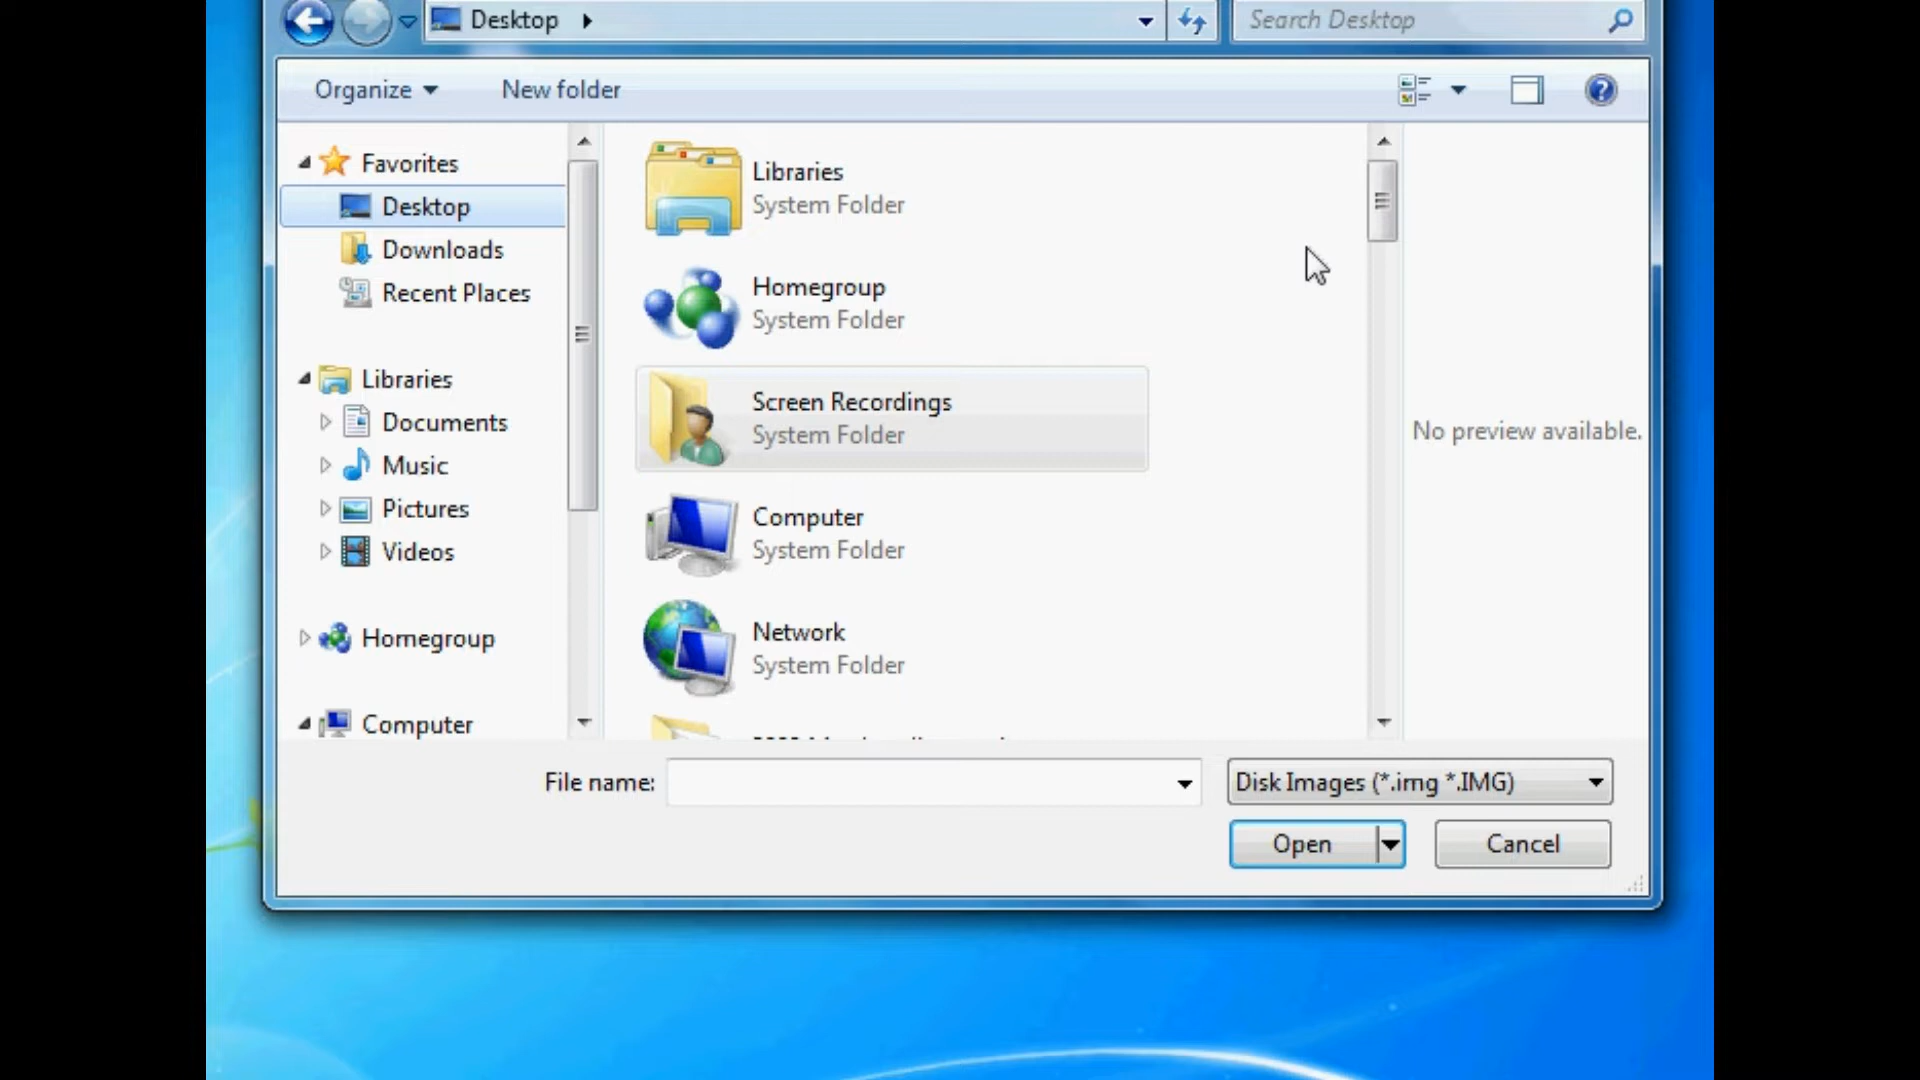 Desktop
Search Desktop
Organize
New folder
Favorites
Desktop
Downloads
Recent Places
Libraries
Documents
Music
Pictures
Videos
Homegroup
Computer
Libraries
System Folder
Homegroup
System Folder
Screen Recordings
System Folder
Computer
System Folder
Network
System Folder
No preview available.
File name:
Disk Images (*.img *.IMG)
Open
Cancel